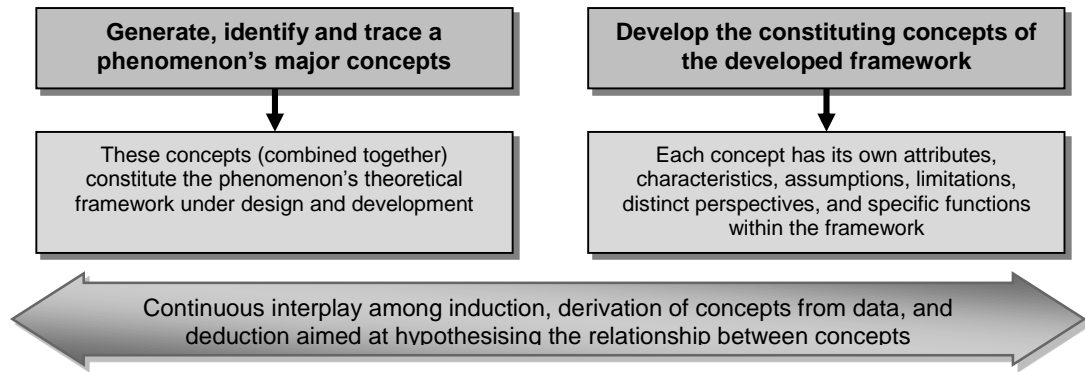 Generate, identify and trace a
phenomenon's major concepts
These concepts (combined together)
constitute the phenomenon's theoretical
framework under design and development
Develop the constituting concepts of
the developed framework
Each concept has its own attributes,
characteristics, assumptions, limitations,
distinct perspectives, and specific functions
within the framework
Continuous interplay among induction, derivation of concepts from data, and
deduction aimed at hypothesising the relationship between concepts